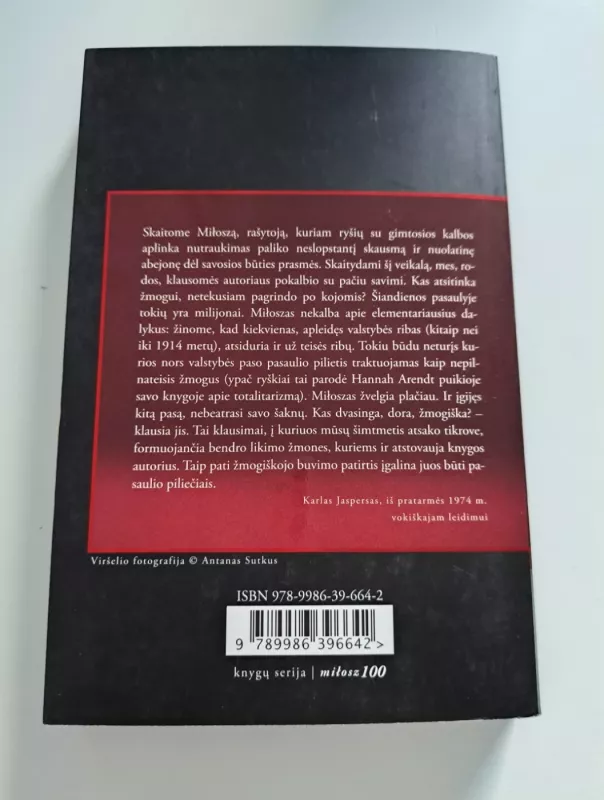 Skaitome Miłoszą, rašytoją, kuriam ryšių su gimtosios kalbos
aplinka nutraukimas paliko neslopstantį skausmą ir nuolatinę
abejonę dėl savosios būties prasmės. Skaitydami šį veikalą, mes, ro-
dos, klausomės autoriaus pokalbio su pačiu savimi. Kas atsitinka
žmogui, netekusiam pagrindo po kojomis? Šiandienos pasaulyje
tokių yra milijonai. Miłoszas nekalba apie elementariausius da-
lykus: žinome, kad kiekvienas, apleidęs valstybės ribas (kitaip nei
iki 1914 metų), atsiduria ir už teisės ribų. Tokiu būdu neturįs ku-
rios nors valstybės paso pasaulio pilietis traktuojamas kaip nepil-
nateisis žmogus (ypač ryškiai tai parodė Hannah Arendt puikioje
savo knygoje apie totalitarizmą). Miłoszas žvelgia plačiau. Ir įgijęs
kitą pasą, nebeatrasi savo šaknų. Kas dvasinga, dora, žmogiška? –
klausia jis. Tai klausimai, į kuriuos mūsų šimtmetis atsako tikrove,
formuojančia bendro likimo žmones, kuriems ir atstovauja knygos
autorius. Taip pati žmogiškojo buvimo patirtis įgalina juos būti pa-
saulio piliečiais.
Karlas Jaspersas, iš pratarmės 1974 m.
vokiškajam leidimui
Viršelio fotografija © Antanas Sutkus
ISBN 978-9986-39-664-2
9 789986 396642 >
knygų serija | miłosz100